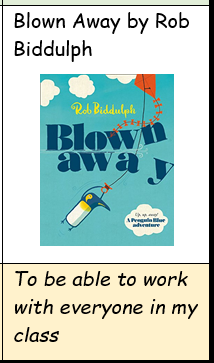 Blown Away by Rob
Biddulph
Rob Biddulph
Blown
away
Up, up, away!
A Penguin Blue
adventure
To be able to work
with everyone in my
class